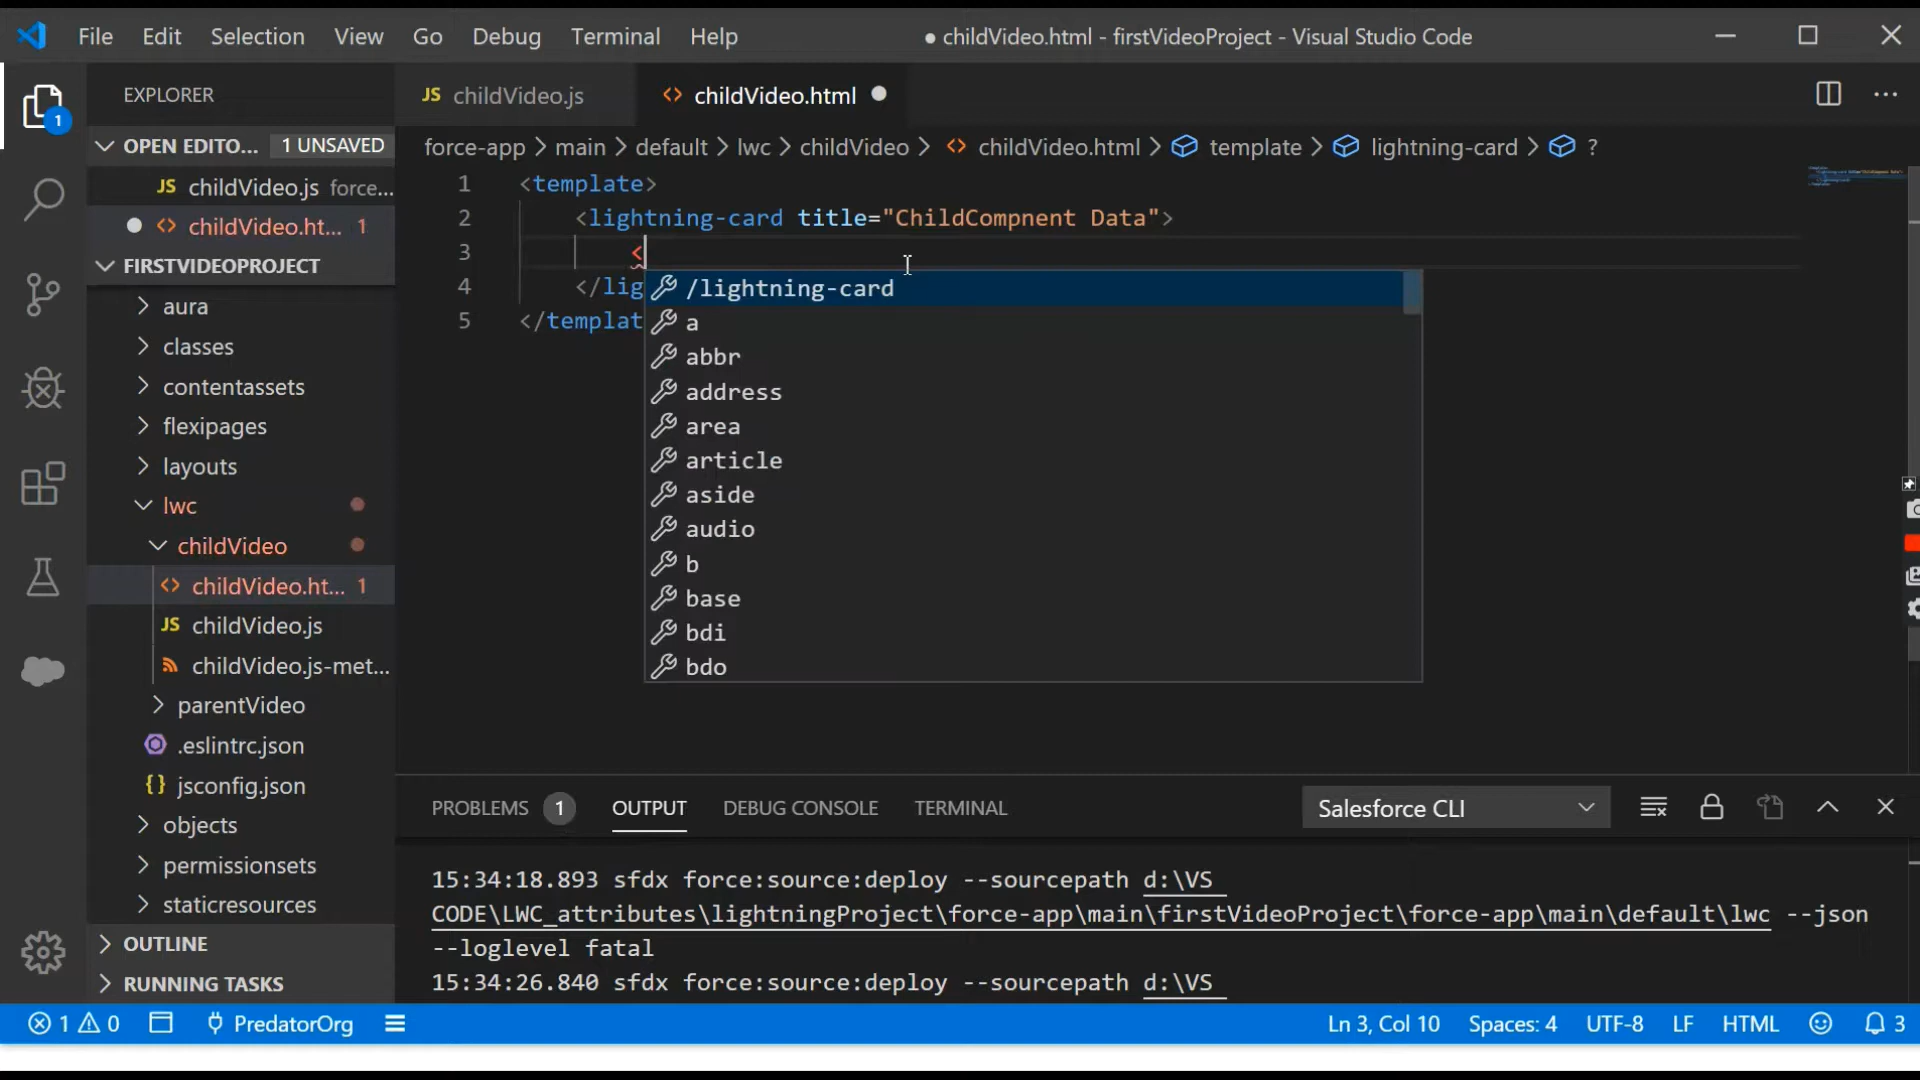 File Edit Selection View Go Debug Terminal Help ● childVideo.html - firstVideoProject - Visual Studio Code
EXPLORER
JS childVideo.js <> childVideo.html
1
OPEN EDITO... 1 UNSAVED
force-app > main > default > lwc > childVideo > <> childVideo.html > template > lightning-card > ?
JS childVideo.js force...
<> childVideo.ht... 1
FIRSTVIDEOPROJECT
aura
classes
contentassets
flexipages
layouts
lwc
childVideo
<> childVideo.ht... 1
JS childVideo.js
childVideo.js-met...
parentVideo
.eslintrc.json
{} jsconfig.json
objects
permissionsets
staticresources
OUTLINE
RUNNING TASKS
1 <template>
2 <lightning-card title="ChildCompnent Data">
3 <
4 </lig
5 </templat
/lightning-card
a
abbr
address
area
article
aside
audio
b
base
bdi
bdo
PROBLEMS 1 OUTPUT DEBUG CONSOLE TERMINAL Salesforce CLI
15:34:18.893 sfdx force:source:deploy --sourcepath d:\VS
CODE\LWC_attributes\lightningProject\force-app\main\firstVideoProject\force-app\main\default\lwc --json
--loglevel fatal
15:34:26.840 sfdx force:source:deploy --sourcepath d:\VS
1 0 PredatorOrg Ln 3, Col 10 Spaces: 4 UTF-8 LF HTML 3